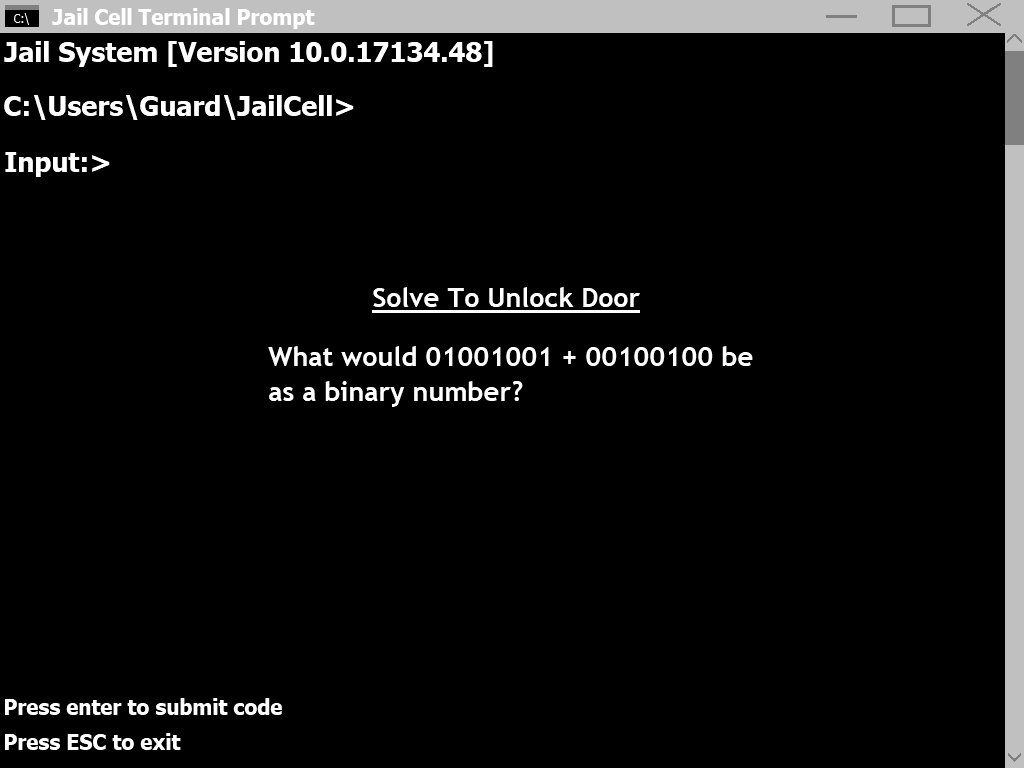 C:\ Jail Cell Terminal Prompt
Jail System [Version 10.0.17134.48]
C:\Users\Guard\JailCell>
Input:>
Solve To Unlock Door
What would 01001001 + 00100100 be
as a binary number?
Press enter to submit code
Press ESC to exit